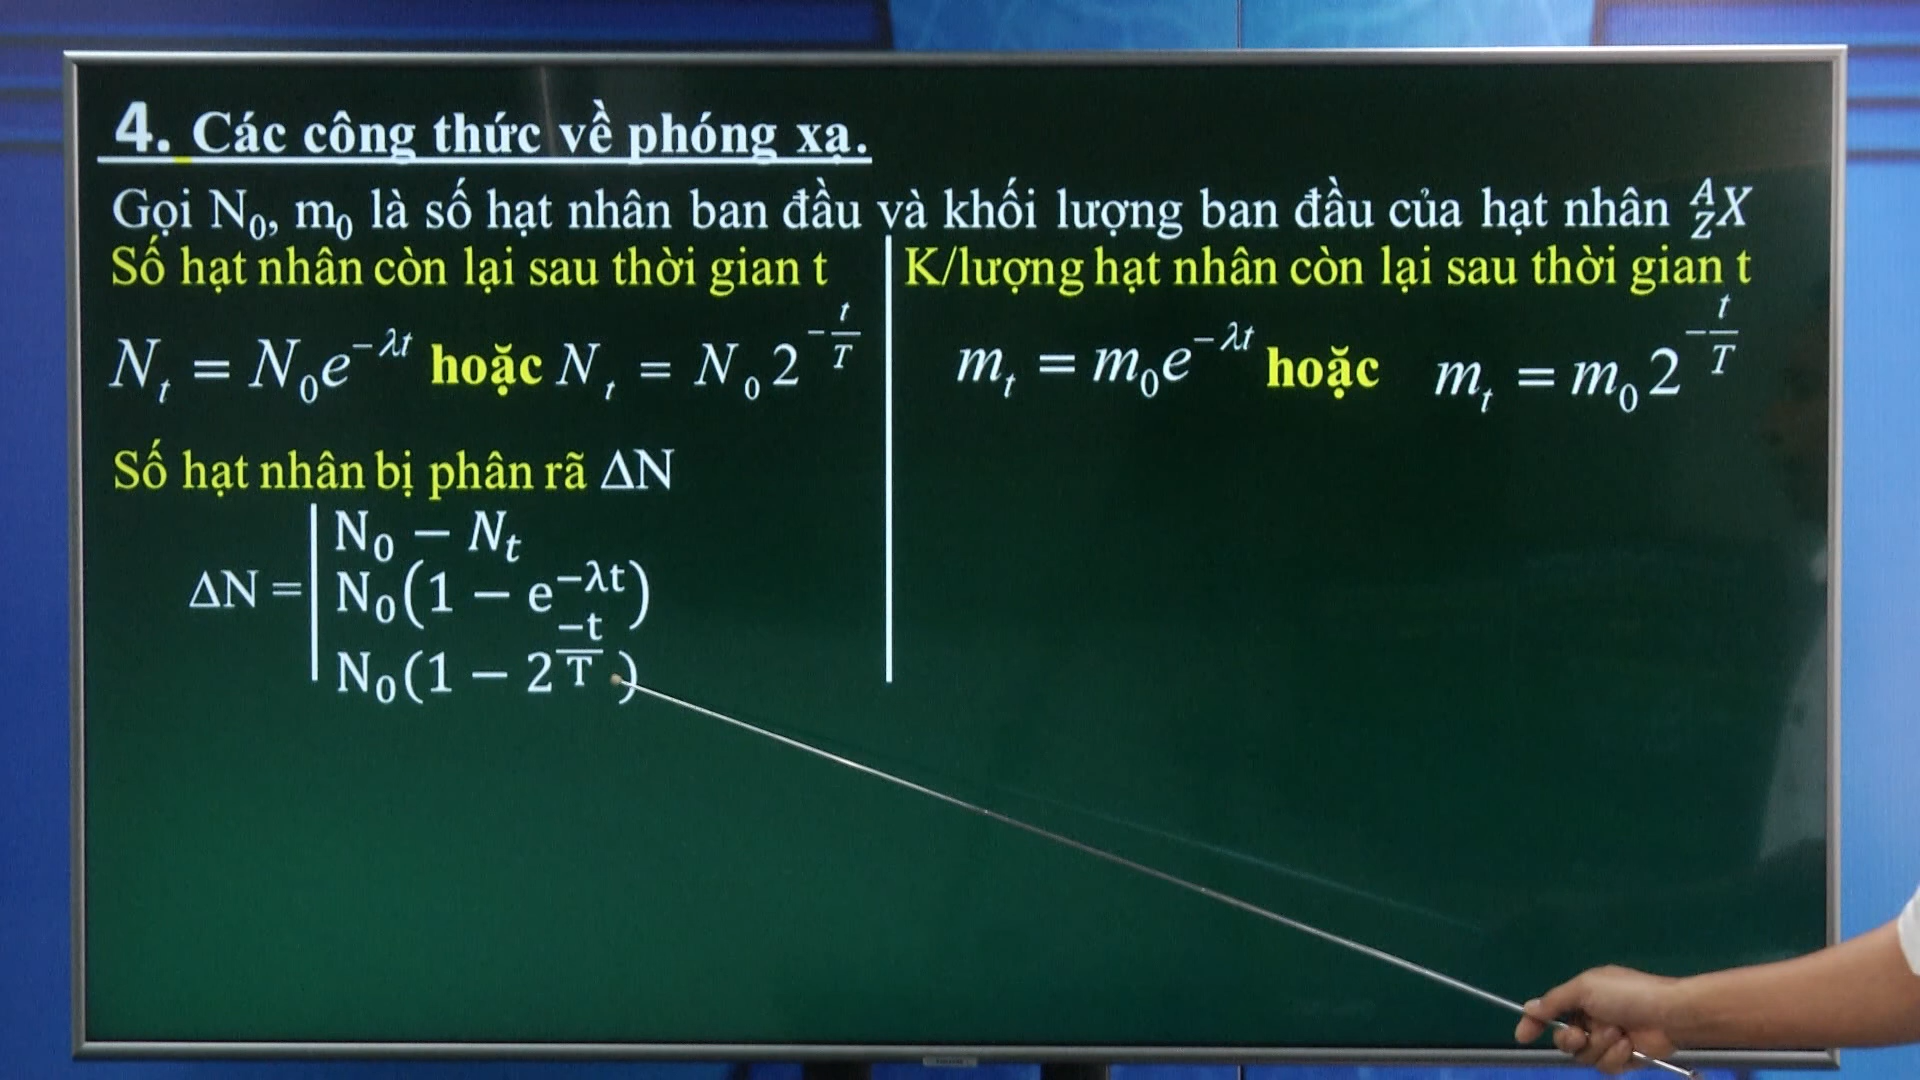 4. Các công thức về phóng xạ.
Gọi N₀, m₀ là số hạt nhân ban đầu và khối lượng ban đầu của hạt nhân ᴬ_Z X
Số hạt nhân còn lại sau thời gian t
N_t = N₀e^(-λt) hoặc N_t = N₀2^(-t/T)
Số hạt nhân bị phân rã ΔN
ΔN =
N₀ − N_t
N₀(1 − e^(−λt))
N₀(1 − 2^(−t/T))
K/lượng hạt nhân còn lại sau thời gian t
m_t = m₀e^(-λt) hoặc m_t = m₀2^(-t/T)